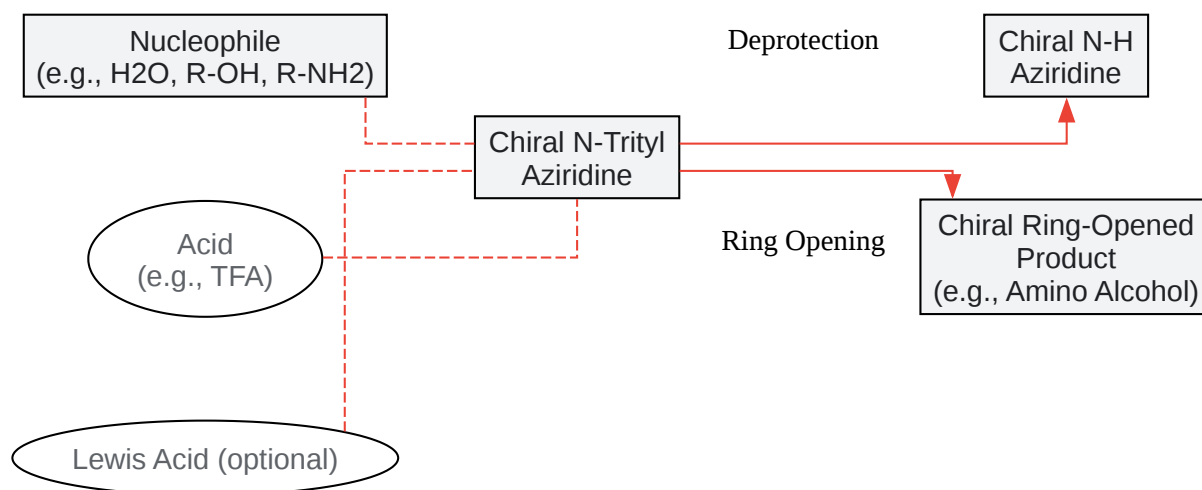 Nucleophile
(e.g., H2O, R-OH, R-NH2)
Deprotection
Chiral N-H
Aziridine
Chiral N-Trityl
Aziridine
Acid
(e.g., TFA)
Ring Opening
Chiral Ring-Opened
Product
(e.g., Amino Alcohol)
Lewis Acid (optional)